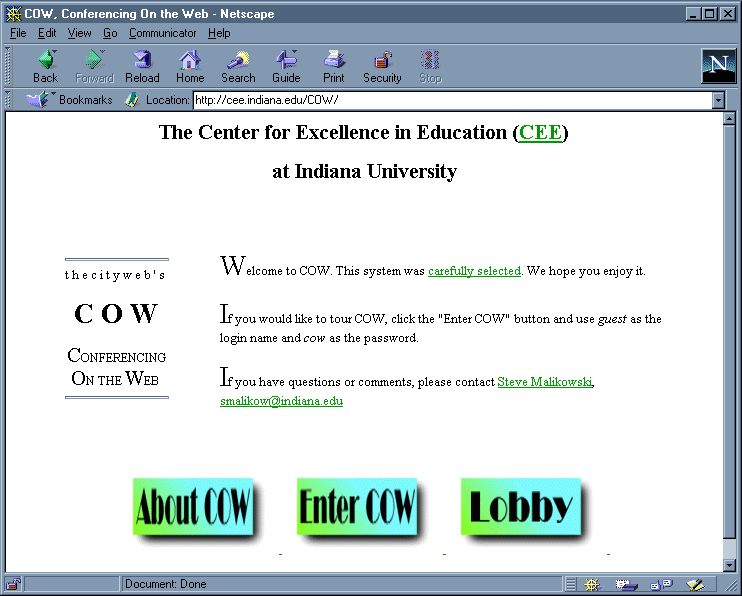 COW, Conferencing On the Web - Netscape
File Edit View Go Communicator Help
Back Forward Reload Home Search Guide Print Security Stop
N
Bookmarks Location: http://cee.indiana.edu/COW/
The Center for Excellence in Education (CEE)
at Indiana University
thecityweb's
COW
CONFERENCING
ON THE WEB
Welcome to COW. This system was carefully selected. We hope you enjoy it.
If you would like to tour COW, click the "Enter COW" button and use guest as the
login name and cow as the password.
If you have questions or comments, please contact Steve Malikowski,
smalikow@indiana.edu
About COW Enter COW Lobby
Document: Done